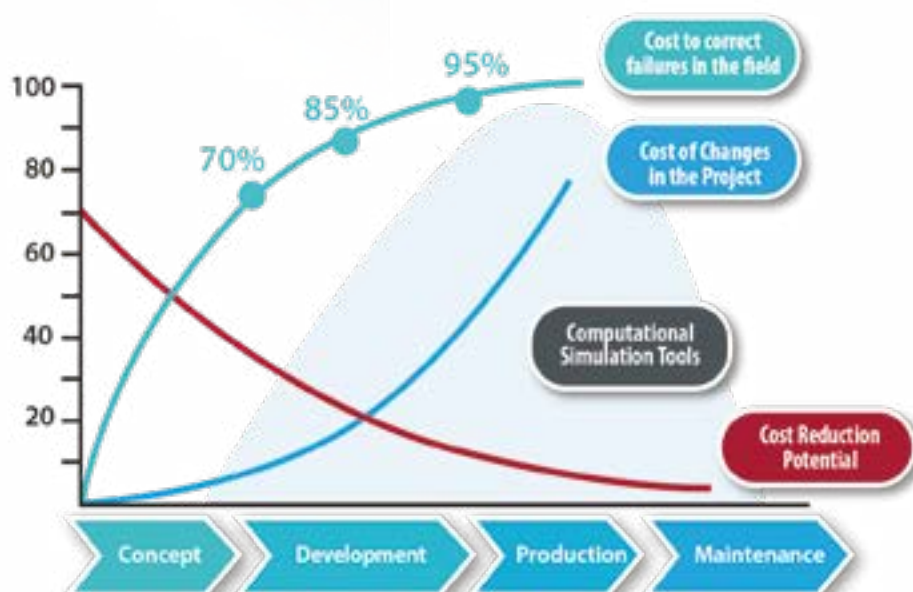 Cost to correct
failures in the field
95%
100
85%
Cost of Changes
in the Project
70%
80
60
Computational
Simulation Tools
40
20
Cost Reduction
Potential
Concept
Development
Production
Maintenance